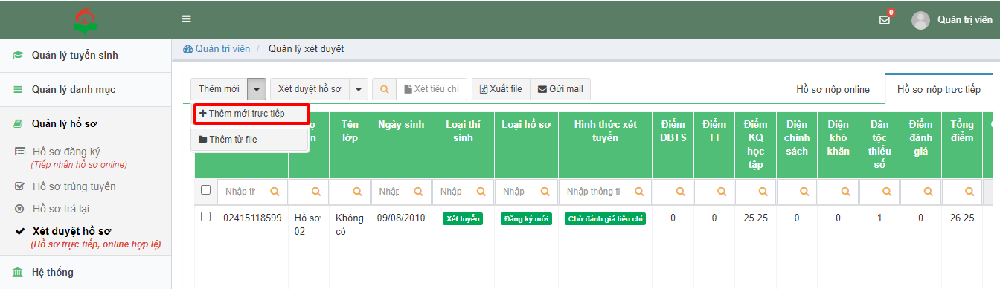 0
Quản trị viên
Quản lý tuyển sinh
Quản lý danh mục
Quản lý hồ sơ
Hồ sơ đăng ký
(Tiếp nhận hồ sơ online)
Hồ sơ trúng tuyển
Hồ sơ trả lại
Xét duyệt hồ sơ
(Hồ sơ trực tiếp, online hợp lệ)
Hệ thống
Quản trị viên / Quản lý xét duyệt
Thêm mới Xét duyệt hồ sơ Xét tiêu chí Xuất file Gửi mail
Hồ sơ nộp online Hồ sơ nộp trực tiếp
Thêm mới trực tiếp
Thêm từ file
Tên lớp
Ngày sinh
Loại thí sinh
Loại hồ sơ
Hình thức xét tuyển
Điểm ĐBTS
Điểm TT
Điểm KQ học tập
Diện chính sách
Diện khó khăn
Dân tộc thiểu số
Điểm đánh giá
Tổng điểm
Nhập th Nhập Nhập Nhập Nhập thông ti
02415118599 Hồ sơ 02 Không có 09/08/2010 Xét tuyển Đăng ký mới Chờ đánh giá tiêu chí 0 0 25.25 0 0 1 0 26.25